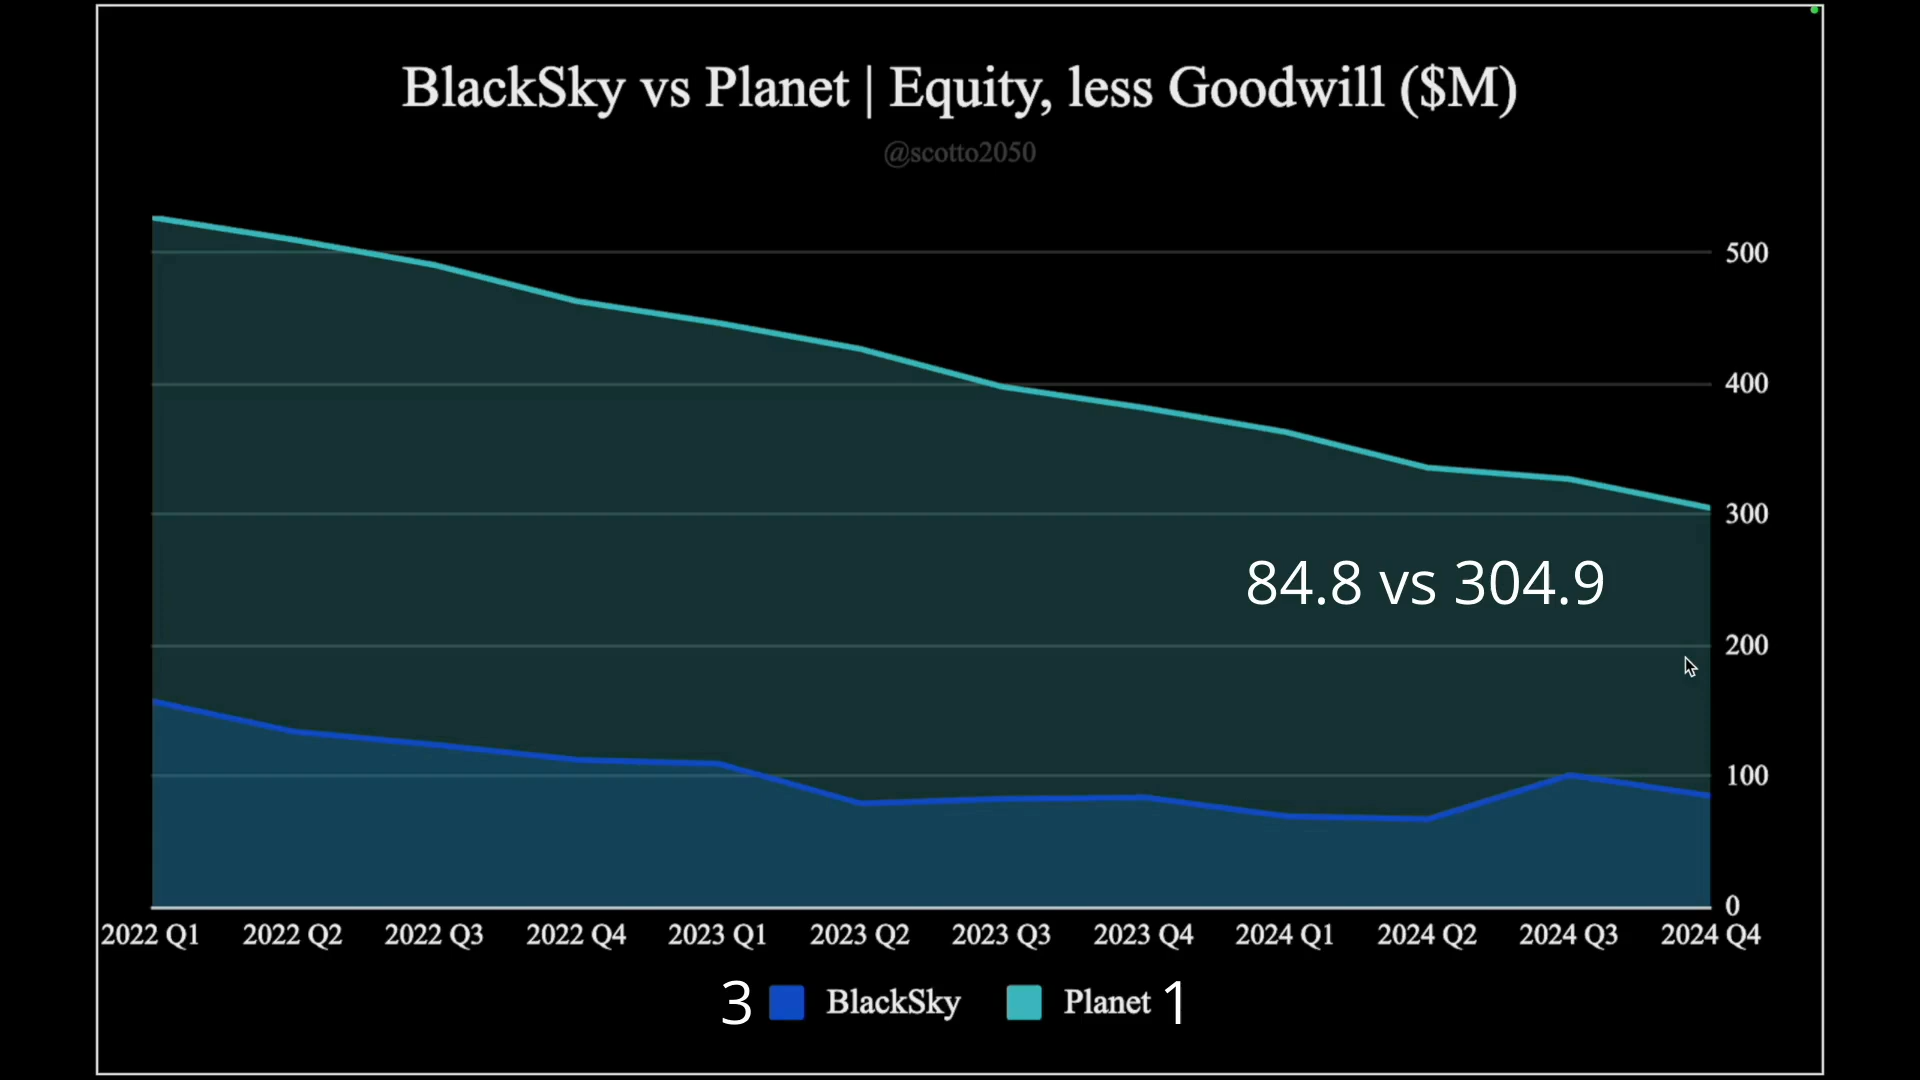 BlackSky vs Planet | Equity, less Goodwill ($M)
@scotto2050
500
400
300
84.8 vs 304.9
200
100
0
2022 Q1 2022 Q2 2022 Q3 2022 Q4 2023 Q1 2023 Q2 2023 Q3 2023 Q4 2024 Q1 2024 Q2 2024 Q3 2024 Q4
3 BlackSky Planet 1